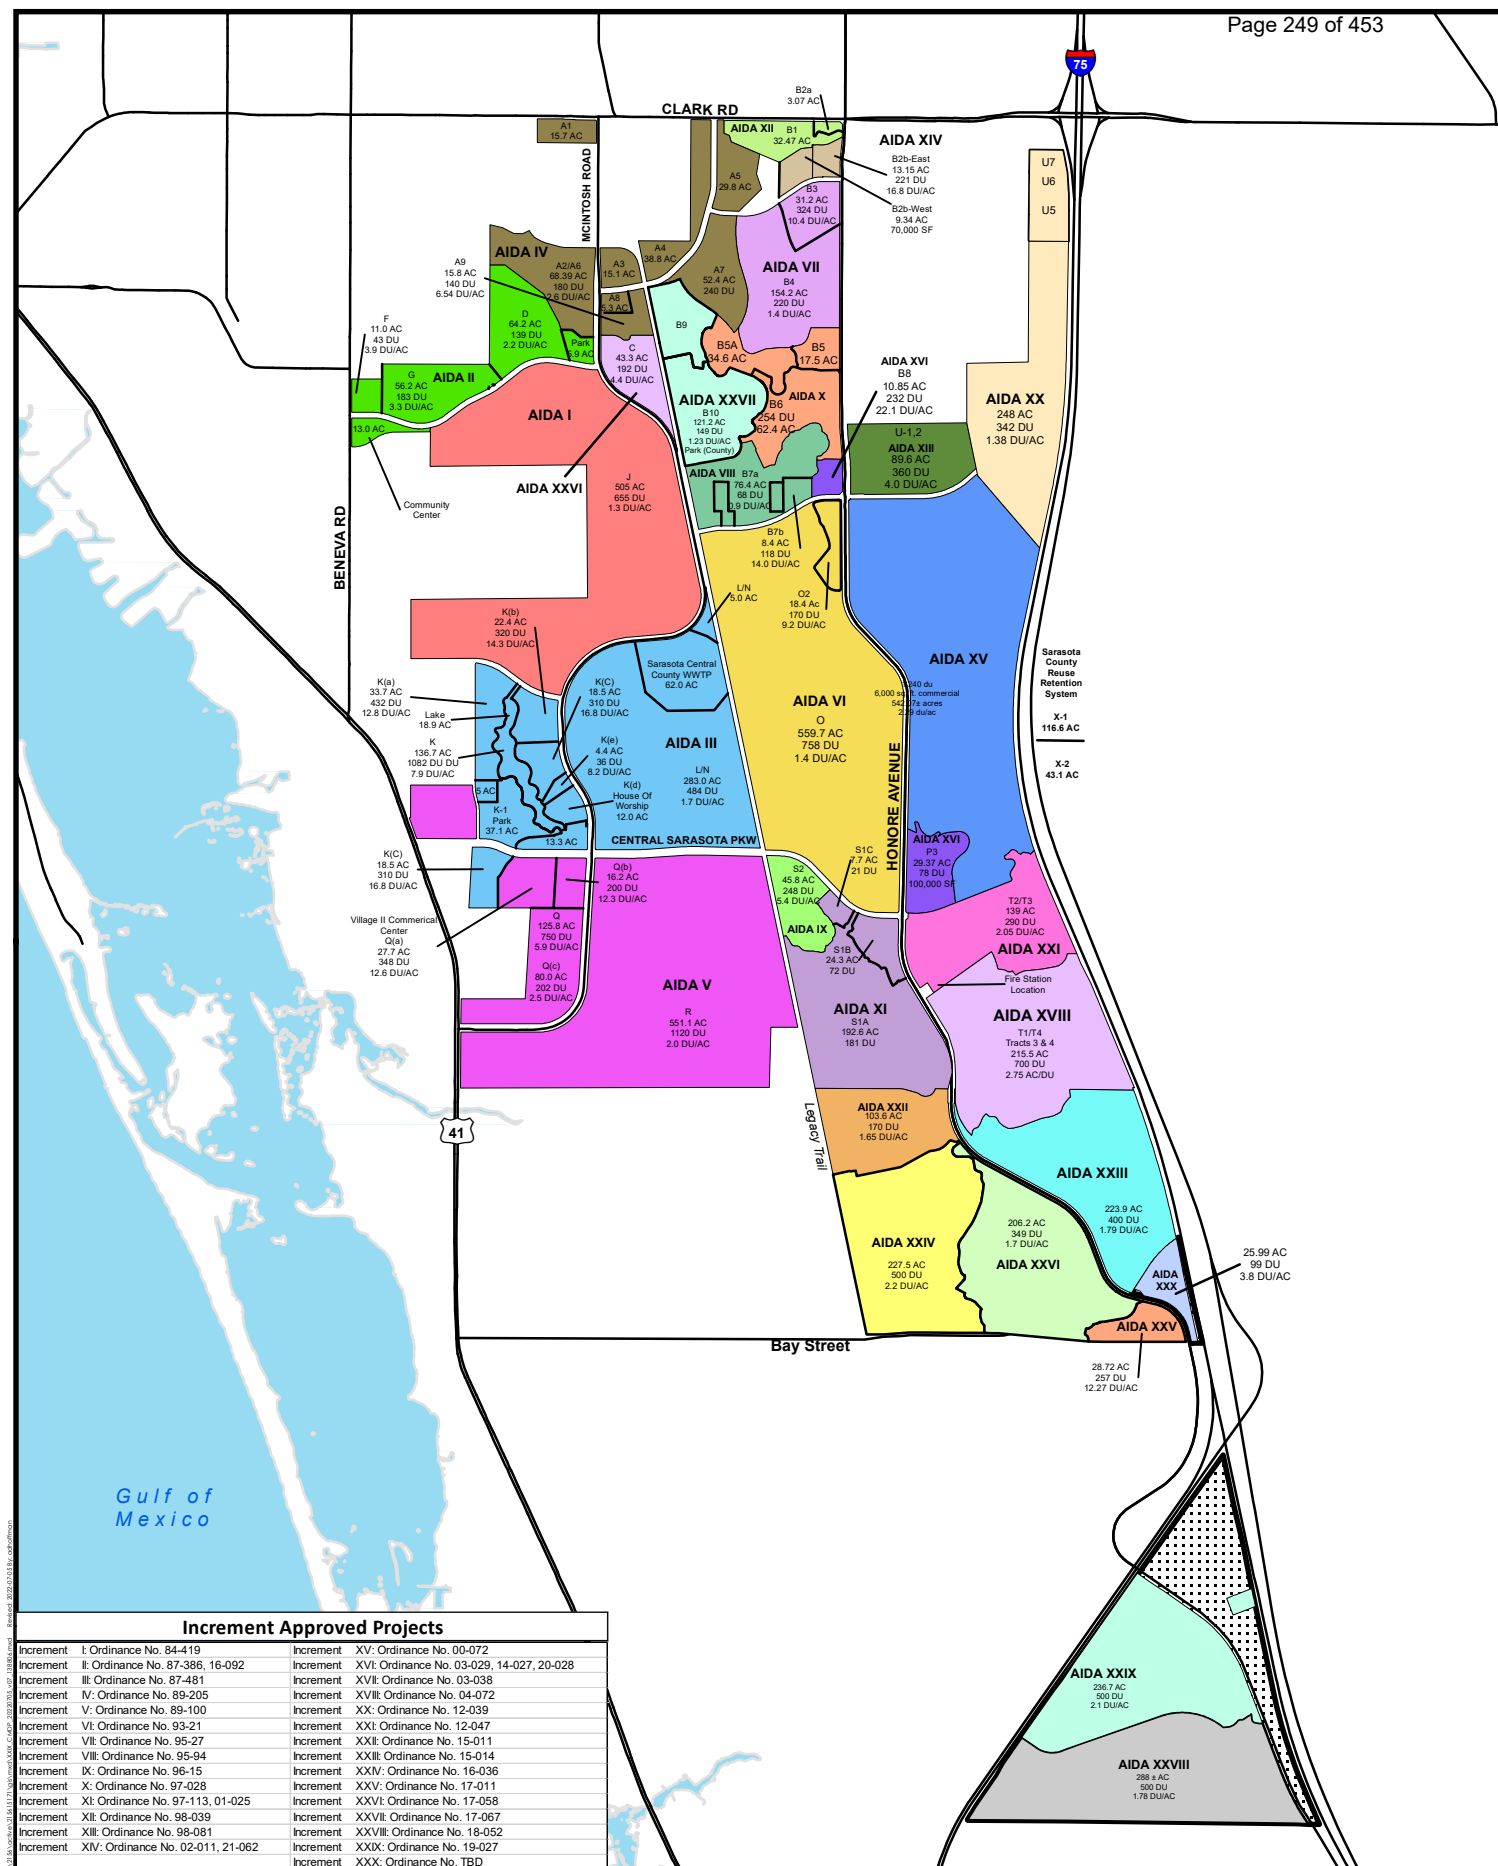 Page 249 of 453
75
CLARK RD
B2a
3.07 AC
A1
15.7 AC
AIDA XII
B1
32.47 AC
MCINTOSH ROAD
AIDA XIV
B2b-East
13.15 AC
221 DU
16.8 DU/AC
B2b-West
9.34 AC
70,000 SF
U7
U6
U5
A5
29.8 AC
B3
31.2 AC
324 DU
10.4 DU/AC
AIDA IV
A2/A6
68.39 AC
180 DU
2.6 DU/AC
A3
15.1 AC
A4
38.8 AC
A9
15.8 AC
140 DU
6.54 DU/AC
A8
5.3 AC
A7
52.4 AC
240 DU
AIDA VII
B4
154.2 AC
220 DU
1.4 DU/AC
F
11.0 AC
43 DU
3.9 DU/AC
D
64.2 AC
139 DU
2.2 DU/AC
Park
5.9 AC
C
43.3 AC
192 DU
4.4 DU/AC
B9
B5A
34.6 AC
B5
17.5 AC
G
56.2 AC
183 DU
3.3 DU/AC
AIDA II
13.0 AC
AIDA I
AIDA XXVII
B10
121.2 AC
149 DU
1.23 DU/AC
Park (County)
B6
254 DU
62.4 AC
AIDA X
AIDA XVI
B8
10.85 AC
232 DU
22.1 DU/AC
AIDA XX
248 AC
342 DU
1.38 DU/AC
U-1,2
AIDA XIII
89.6 AC
360 DU
4.0 DU/AC
AIDA XXVI
Community
Center
J
505 AC
655 DU
1.3 DU/AC
AIDA VIII
B7a
76.4 AC
68 DU
0.9 DU/AC
BENEVA RD
B7b
8.4 AC
118 DU
14.0 DU/AC
O2
18.4 Ac
170 DU
9.2 DU/AC
L/N
5.0 AC
K(b)
22.4 AC
320 DU
14.3 DU/AC
Sarasota Central
County WWTP
62.0 AC
AIDA XV
240 du
6,000 sq. ft. commercial
Sarasota
County
Reuse
Retention
System
X-1
116.6 AC
X-2
43.1 AC
K(a)
33.7 AC
432 DU
12.8 DU/AC
Lake
18.9 AC
K(C)
18.5 AC
310 DU
16.8 DU/AC
AIDA VI
O
559.7 AC
758 DU
1.4 DU/AC
K
136.7 AC
1082 DU DU
7.9 DU/AC
K(e)
4.4 AC
36 DU
8.2 DU/AC
AIDA III
L/N
283.0 AC
484 DU
1.7 DU/AC
HONORE AVENUE
5 AC
K-1
Park
37.1 AC
K(d)
House Of
Worship
12.0 AC
13.3 AC
CENTRAL SARASOTA PKW
AIDA XVI
P3
29.37 AC
78 DU
100,000 SF
K(C)
18.5 AC
310 DU
16.8 DU/AC
Q(b)
16.2 AC
200 DU
12.3 DU/AC
S2
45.8 AC
248 DU
5.4 DU/AC
S1C
7.7 AC
21 DU
T2/T3
139 AC
290 DU
2.05 DU/AC
AIDA XXI
Village II Commerical
Center
Q(a)
27.7 AC
348 DU
12.6 DU/AC
Q
125.8 AC
750 DU
5.9 DU/AC
Q(c)
80.0 AC
202 DU
2.5 DU/AC
AIDA IX
S1B
24.3 AC
72 DU
Fire Station
Location
AIDA V
R
551.1 AC
1120 DU
2.0 DU/AC
AIDA XI
S1A
192.6 AC
181 DU
AIDA XVIII
T1/T4
Tracts 3 & 4
215.5 AC
700 DU
2.75 AC/DU
Legacy Trail
41
AIDA XXII
103.6 AC
170 DU
1.65 DU/AC
AIDA XXIII
223.9 AC
400 DU
1.79 DU/AC
AIDA XXIV
227.5 AC
500 DU
2.2 DU/AC
206.2 AC
349 DU
1.7 DU/AC
AIDA XXVI
AIDA
XXX
25.99 AC
99 DU
3.8 DU/AC
AIDA XXV
Bay Street
28.72 AC
257 DU
12.27 DU/AC
Gulf of
Mexico
AIDA XXIX
236.7 AC
500 DU
2.1 DU/AC
AIDA XXVIII
288 ± AC
500 DU
1.78 DU/AC
Increment Approved Projects
Increment I: Ordinance No. 84-419 Increment XV: Ordinance No. 00-072
Increment II: Ordinance No. 87-386, 16-092 Increment XVI: Ordinance No. 03-029, 14-027, 20-028
Increment III: Ordinance No. 87-481 Increment XVII: Ordinance No. 03-038
Increment IV: Ordinance No. 89-205 Increment XVIII: Ordinance No. 04-072
Increment V: Ordinance No. 89-100 Increment XX: Ordinance No. 12-039
Increment VI: Ordinance No. 93-21 Increment XXI: Ordinance No. 12-047
Increment VII: Ordinance No. 95-27 Increment XXII: Ordinance No. 15-011
Increment VIII: Ordinance No. 95-94 Increment XXIII: Ordinance No. 15-014
Increment IX: Ordinance No. 96-15 Increment XXIV: Ordinance No. 16-036
Increment X: Ordinance No. 97-028 Increment XXV: Ordinance No. 17-011
Increment XI: Ordinance No. 97-113, 01-025 Increment XXVI: Ordinance No. 17-058
Increment XII: Ordinance No. 98-039 Increment XXVII: Ordinance No. 17-067
Increment XIII: Ordinance No. 98-081 Increment XXVIII: Ordinance No. 18-052
Increment XIV: Ordinance No. 02-011, 21-062 Increment XXIX: Ordinance No. 19-027
Increment XXX: Ordinance No. TBD